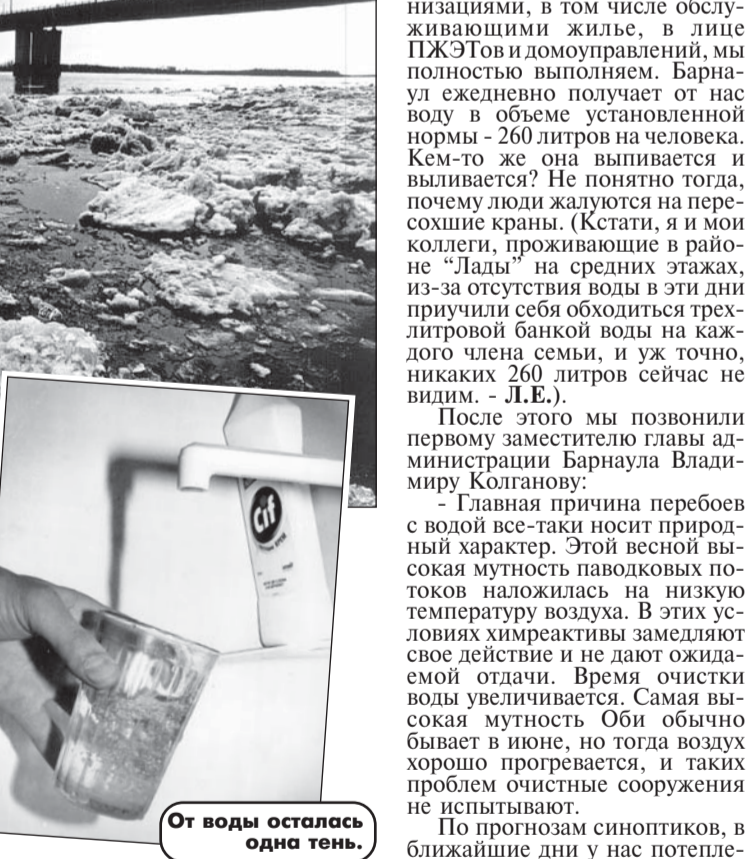 низациями, в том числе обслу-
живающими жилье, в лице
ПЖЭТов и домоуправлений, мы
полностью выполняем. Барна-
ул ежедневно получает от нас
воду в объеме установленной
нормы - 260 литров на человека.
Кем-то же она выпивается и
выливается? Не понятно тогда,
почему люди жалуются на пере-
сохшие краны. (Кстати, я и мои
коллеги, проживающие в райо-
не “Лады” на средних этажах,
из-за отсутствия воды в эти дни
приучили себя обходиться трех-
литровой банкой воды на каж-
дого члена семьи, и уж точно,
никаких 260 литров сейчас не
видим. - Л.Е.).
После этого мы позвонили
первому заместителю главы ад-
министрации Барнаула Влади-
миру Колганову:
- Главная причина перебоев
с водой все-таки носит природ-
ный характер. Этой весной вы-
сокая мутность паводковых по-
токов наложилась на низкую
температуру воздуха. В этих ус-
ловиях химреактивы замедляют
свое действие и не дают ожида-
емой отдачи. Время очистки
воды увеличивается. Самая вы-
сокая мутность Оби обычно
бывает в июне, но тогда воздух
хорошо прогревается, и таких
проблем очистные сооружения
не испытывают.
По прогнозам синоптиков, в
ближайшие дни у нас потепле-
Cif
От воды осталась
одна тень.